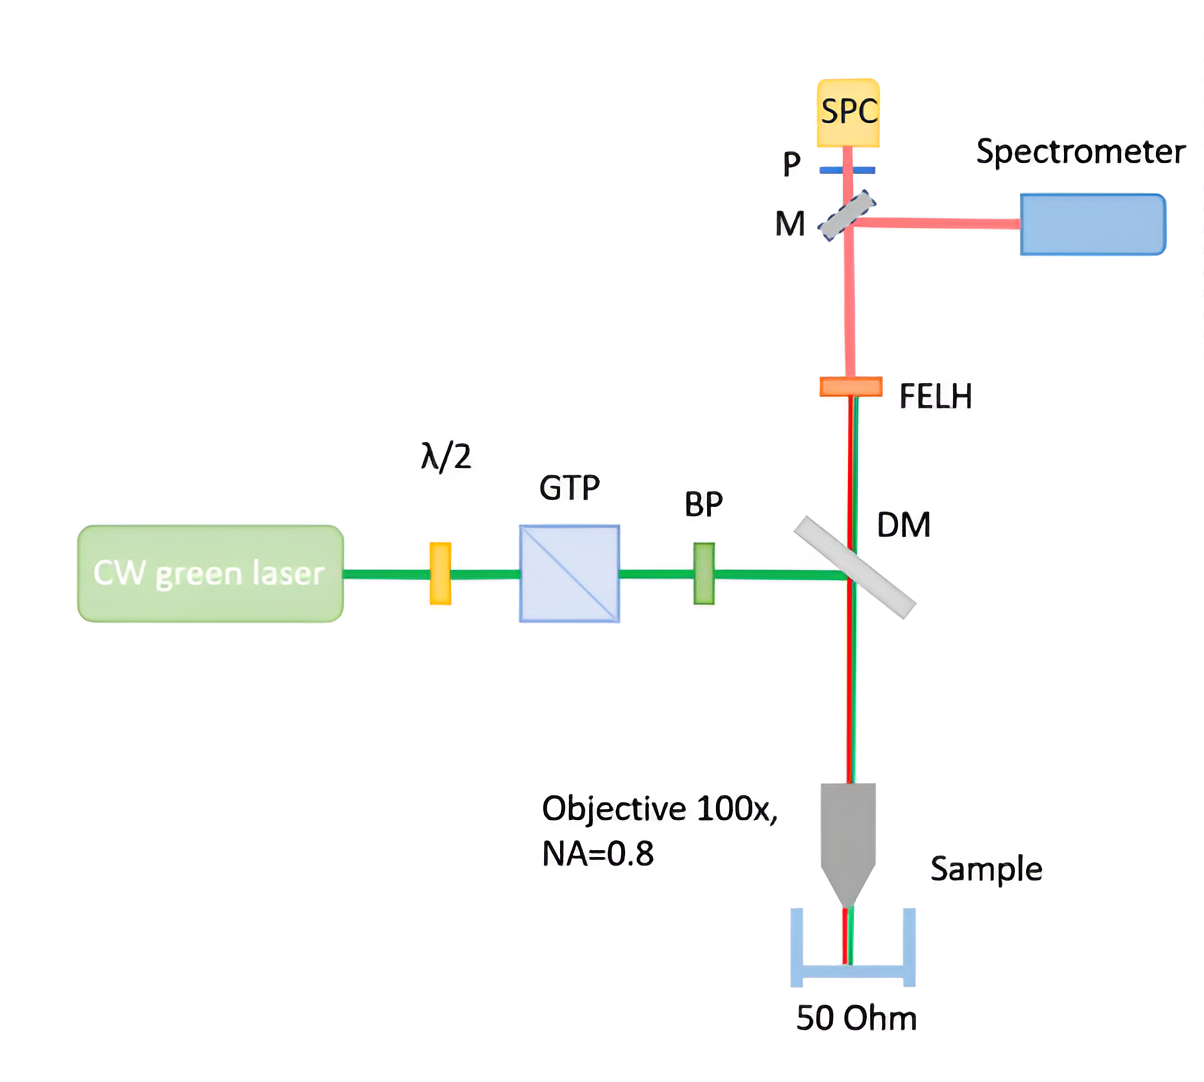 SPC
P
Spectrometer
M
FELH
λ/2
GTP
BP
DM
CW green laser
Objective 100x,
NA=0.8
Sample
50 Ohm